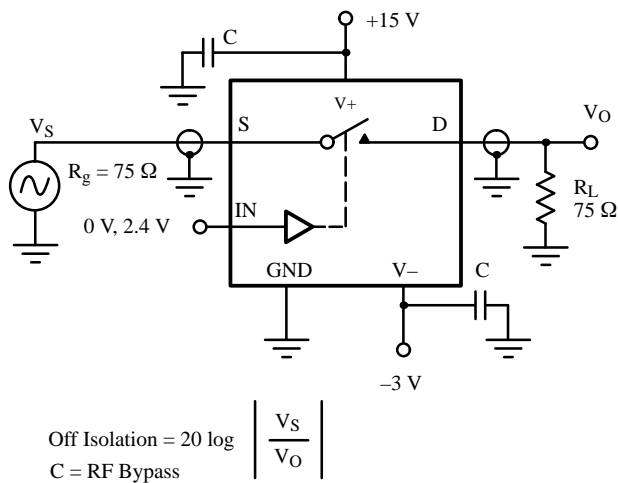 C
+15 V
V+
VS
S
D
VO
Rg = 75 Ω
RL
75 Ω
0 V, 2.4 V
IN
GND
V–
C
–3 V
Off Isolation = 20 log | VS / VO |
C = RF Bypass